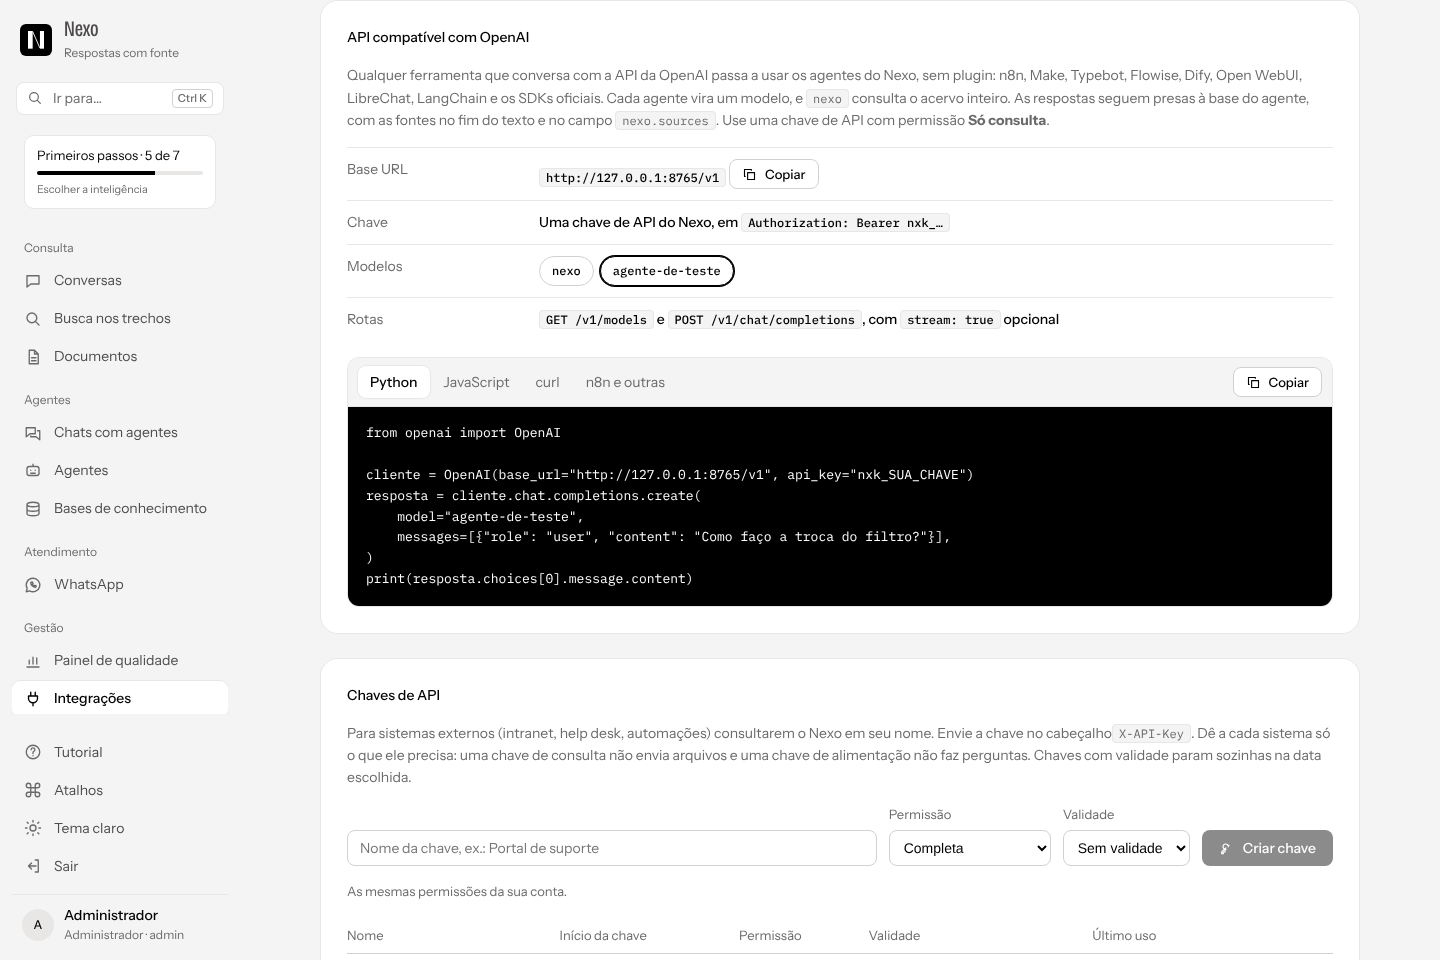 Nexo
Respostas com fonte
Ir para...
Ctrl K
Primeiros passos · 5 de 7
Escolher a inteligência
Consulta
Conversas
Busca nos trechos
Documentos
Agentes
Chats com agentes
Agentes
Bases de conhecimento
Atendimento
WhatsApp
Gestão
Painel de qualidade
Integrações
Tutorial
Atalhos
Tema claro
Sair
A
Administrador
Administrador · admin
API compatível com OpenAI
Qualquer ferramenta que conversa com a API da OpenAI passa a usar os agentes do Nexo, sem plugin: n8n, Make, Typebot, Flowise, Dify, Open WebUI,
LibreChat, LangChain e os SDKs oficiais. Cada agente vira um modelo, e nexo consulta o acervo inteiro. As respostas seguem presas à base do agente,
com as fontes no fim do texto e no campo nexo.sources. Use uma chave de API com permissão Só consulta.
Base URL
http://127.0.0.1:8765/v1 Copiar
Chave
Uma chave de API do Nexo, em Authorization: Bearer nxk_…
Modelos
nexo agente-de-teste
Rotas
GET /v1/models e POST /v1/chat/completions, com stream: true opcional
Python JavaScript curl n8n e outras Copiar
from openai import OpenAI
cliente = OpenAI(base_url="http://127.0.0.1:8765/v1", api_key="nxk_SUA_CHAVE")
resposta = cliente.chat.completions.create(
    model="agente-de-teste",
    messages=[{"role": "user", "content": "Como faço a troca do filtro?"}],
)
print(resposta.choices[0].message.content)
Chaves de API
Para sistemas externos (intranet, help desk, automações) consultarem o Nexo em seu nome. Envie a chave no cabeçalho X-API-Key. Dê a cada sistema só
o que ele precisa: uma chave de consulta não envia arquivos e uma chave de alimentação não faz perguntas. Chaves com validade param sozinhas na data
escolhida.
Permissão Validade
Nome da chave, ex.: Portal de suporte Completa Sem validade Criar chave
As mesmas permissões da sua conta.
Nome Início da chave Permissão Validade Último uso